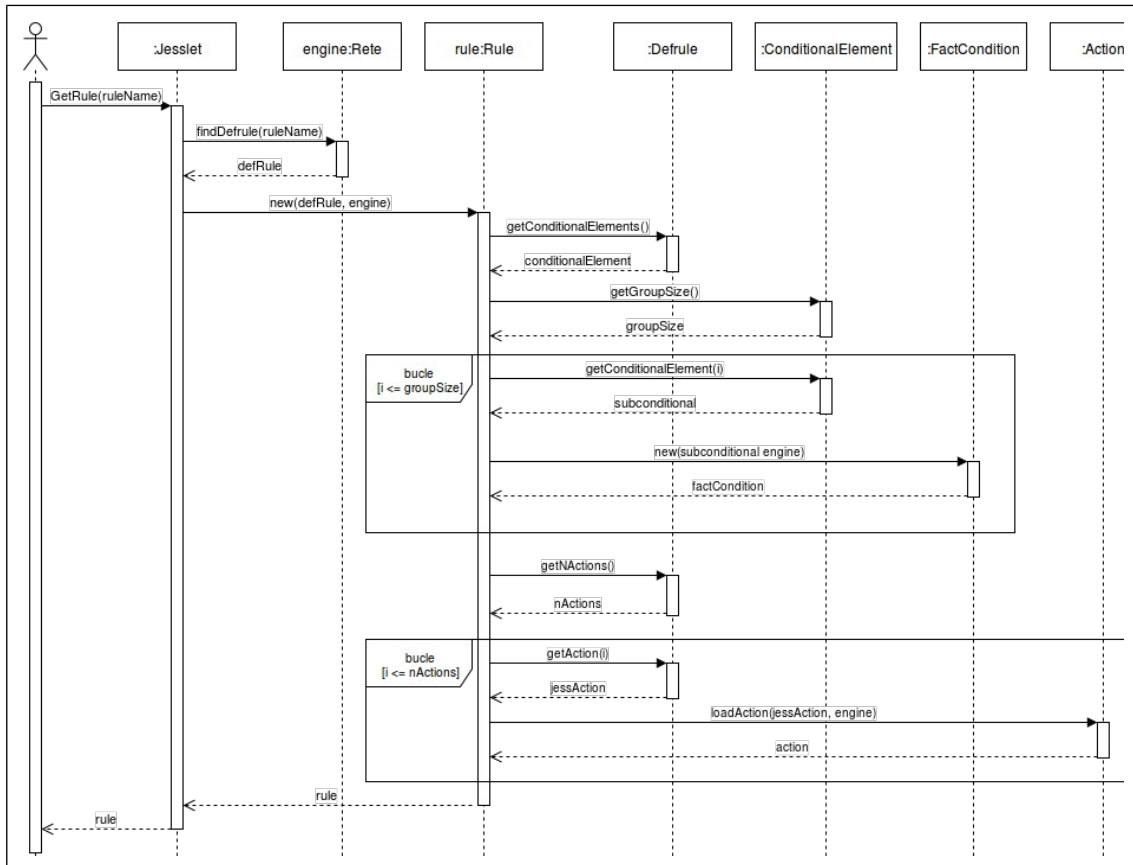 :Jesslet
engine:Rete
rule:Rule
:Defrule
:ConditionalElement
:FactCondition
:Action
GetRule(ruleName)
findDefrule(ruleName)
defRule
new(defRule, engine)
getConditionalElements()
conditionalElement
getGroupSize()
groupSize
bucle
[i <= groupSize]
getConditionalElement(i)
subconditional
new(subconditional engine)
factCondition
getNActions()
nActions
bucle
[i <= nActions]
getAction(i)
jessAction
loadAction(jessAction, engine)
action
rule
rule